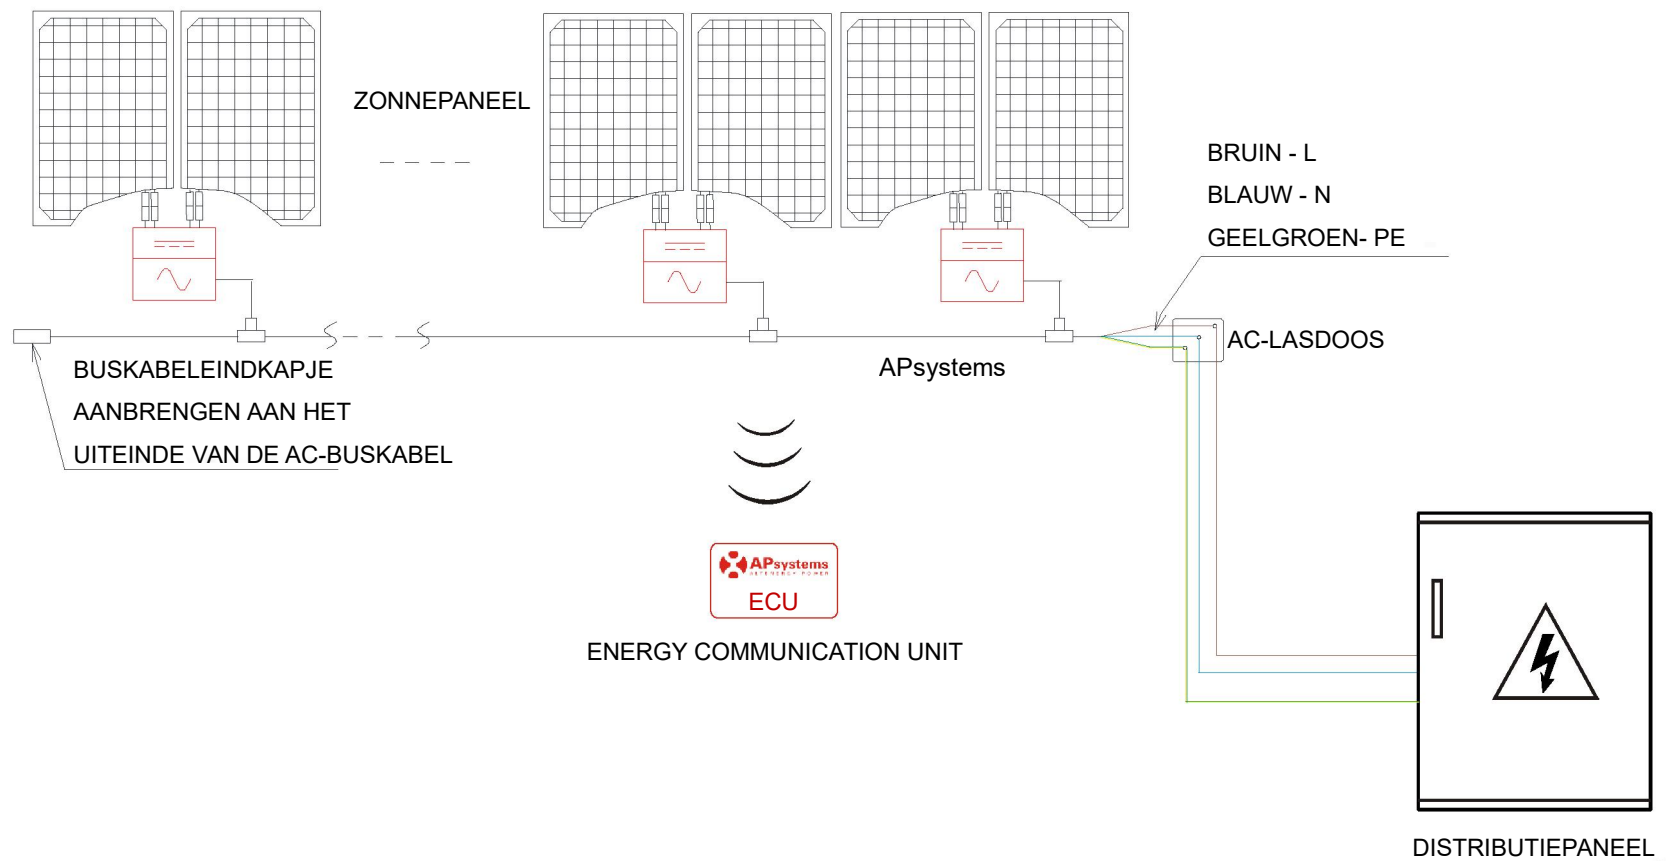 ZONNEPANEEL
BRUIN - L
BLAUW - N
GEELGROEN- PE
AC-LASDOOS
APsystems
BUSKABELEINDKAPJE
AANBRENGEN AAN HET
UITEINDE VAN DE AC-BUSKABEL
APsystems
ECU
ENERGY COMMUNICATION UNIT
DISTRIBUTIEPANEEL